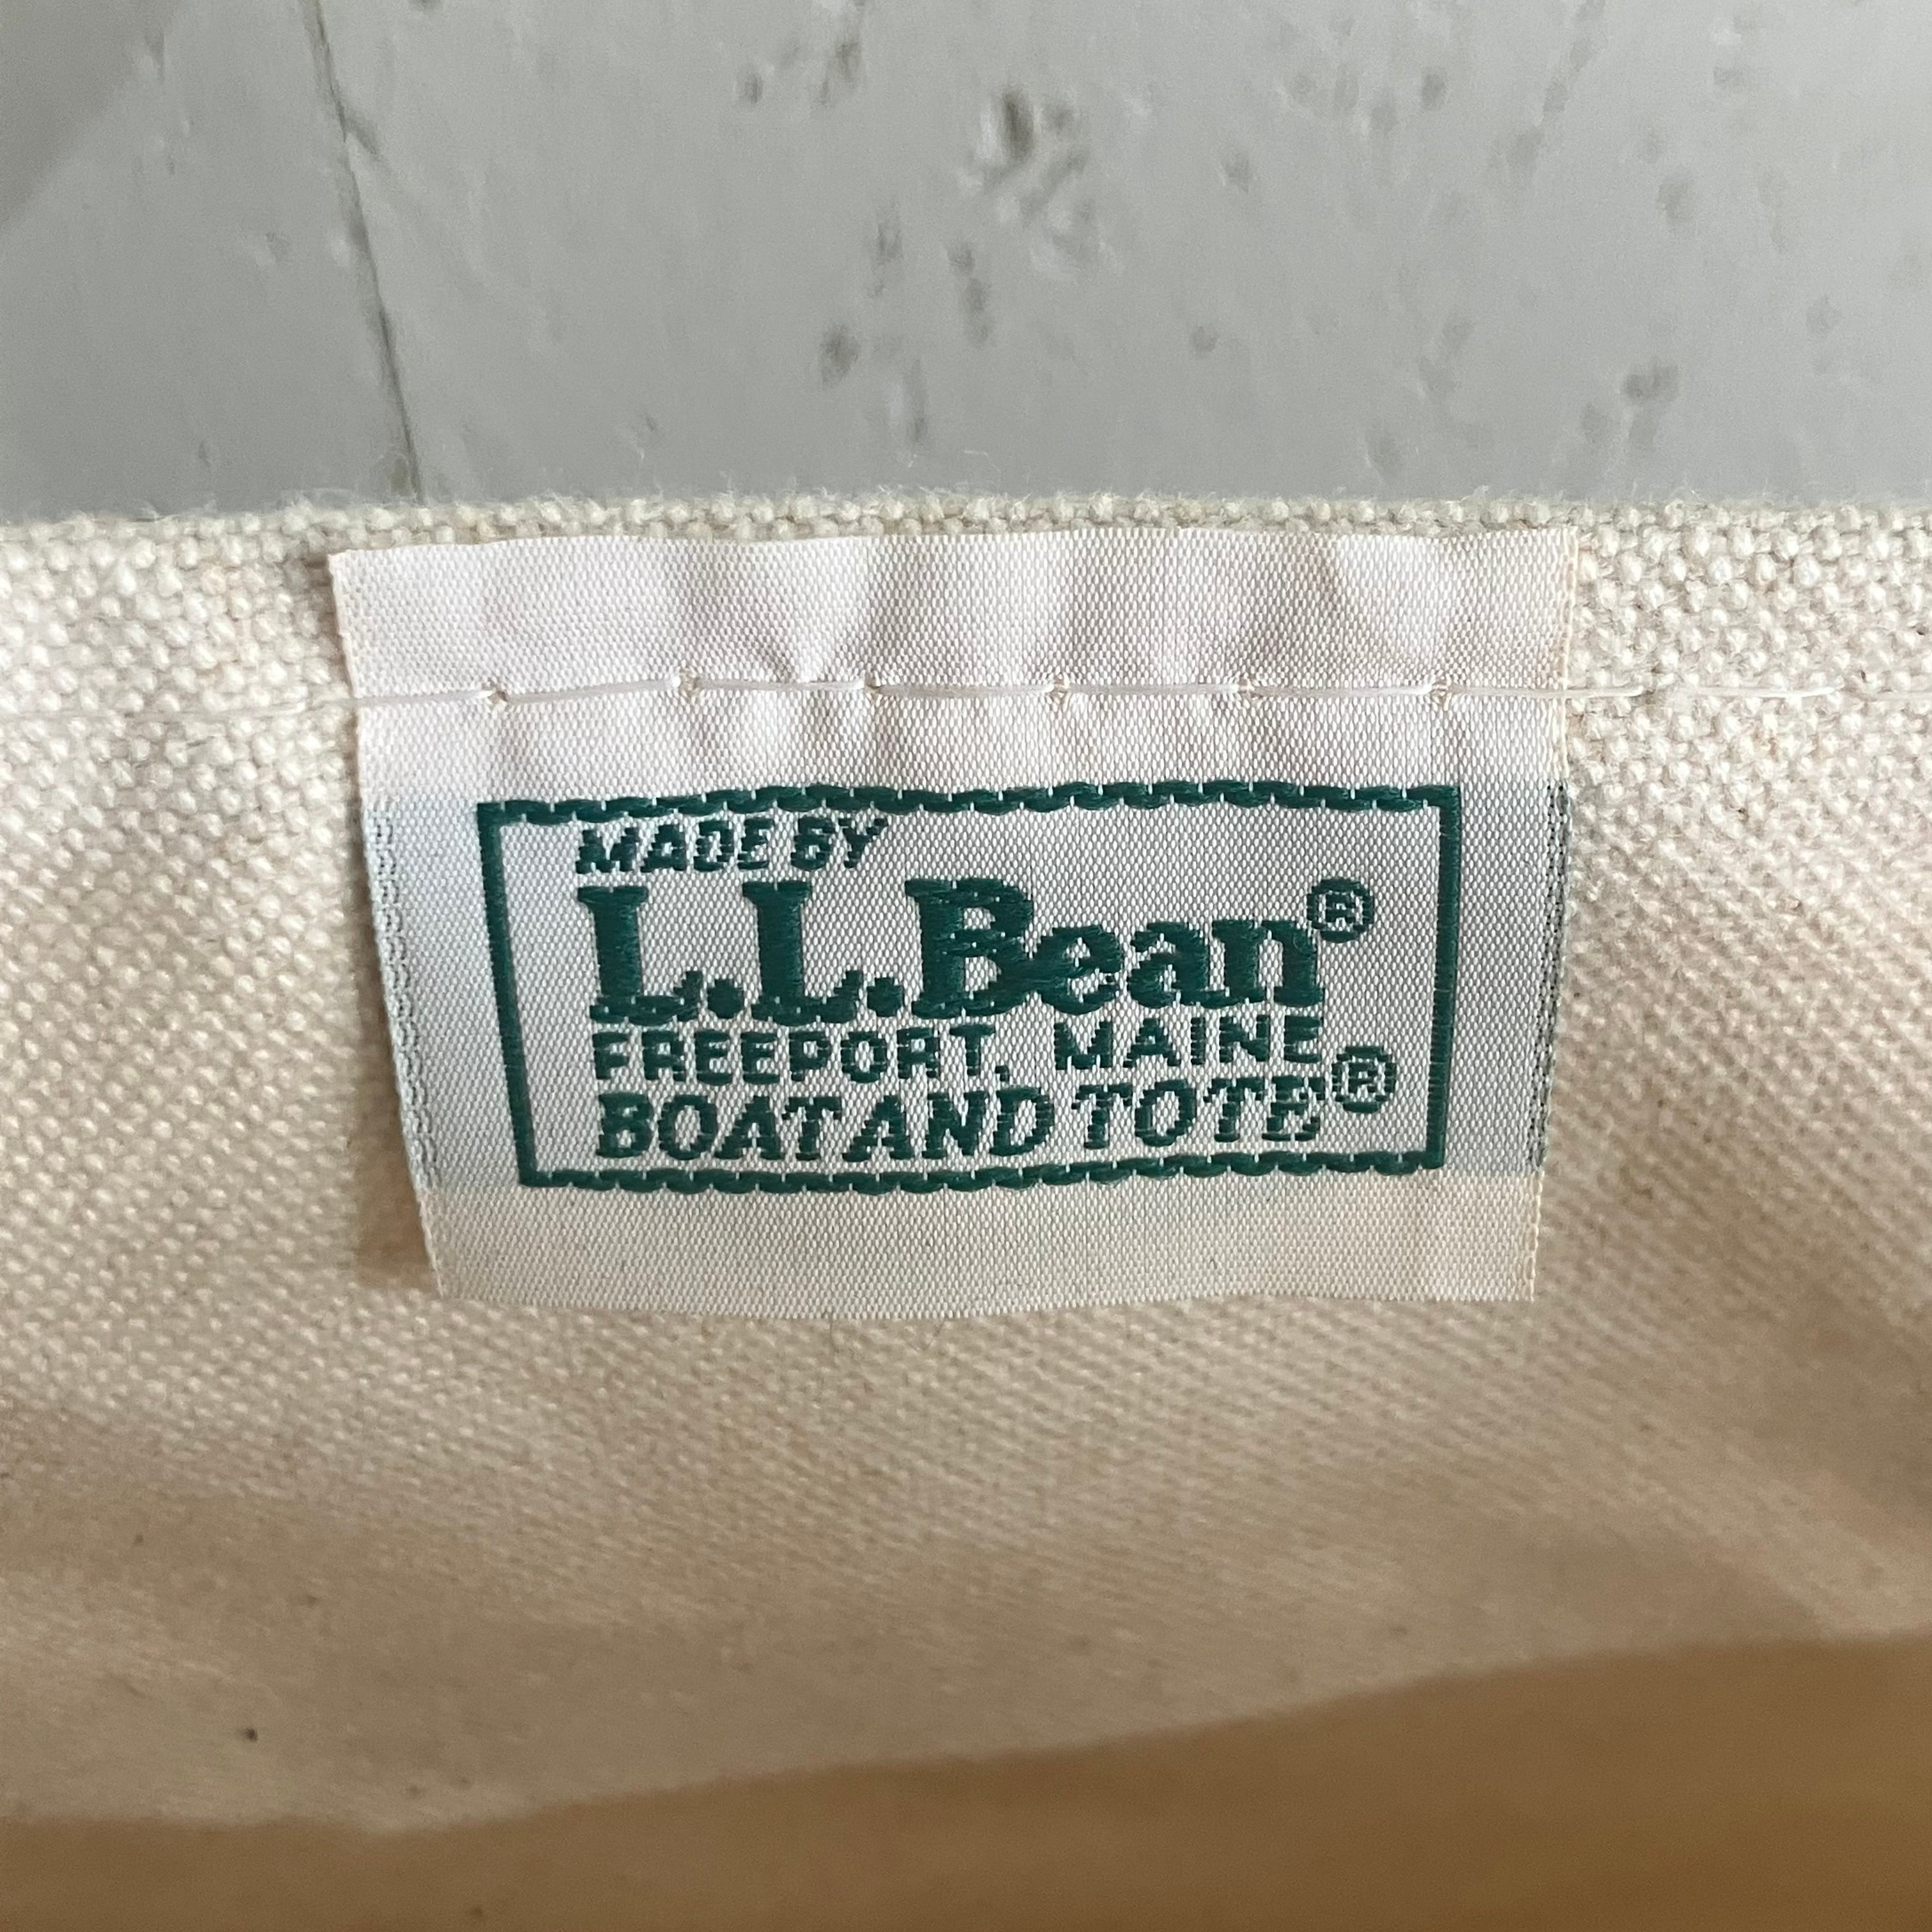 MADE BY
L.L.Bean®
FREEPORT, MAINE
BOAT AND TOTE®